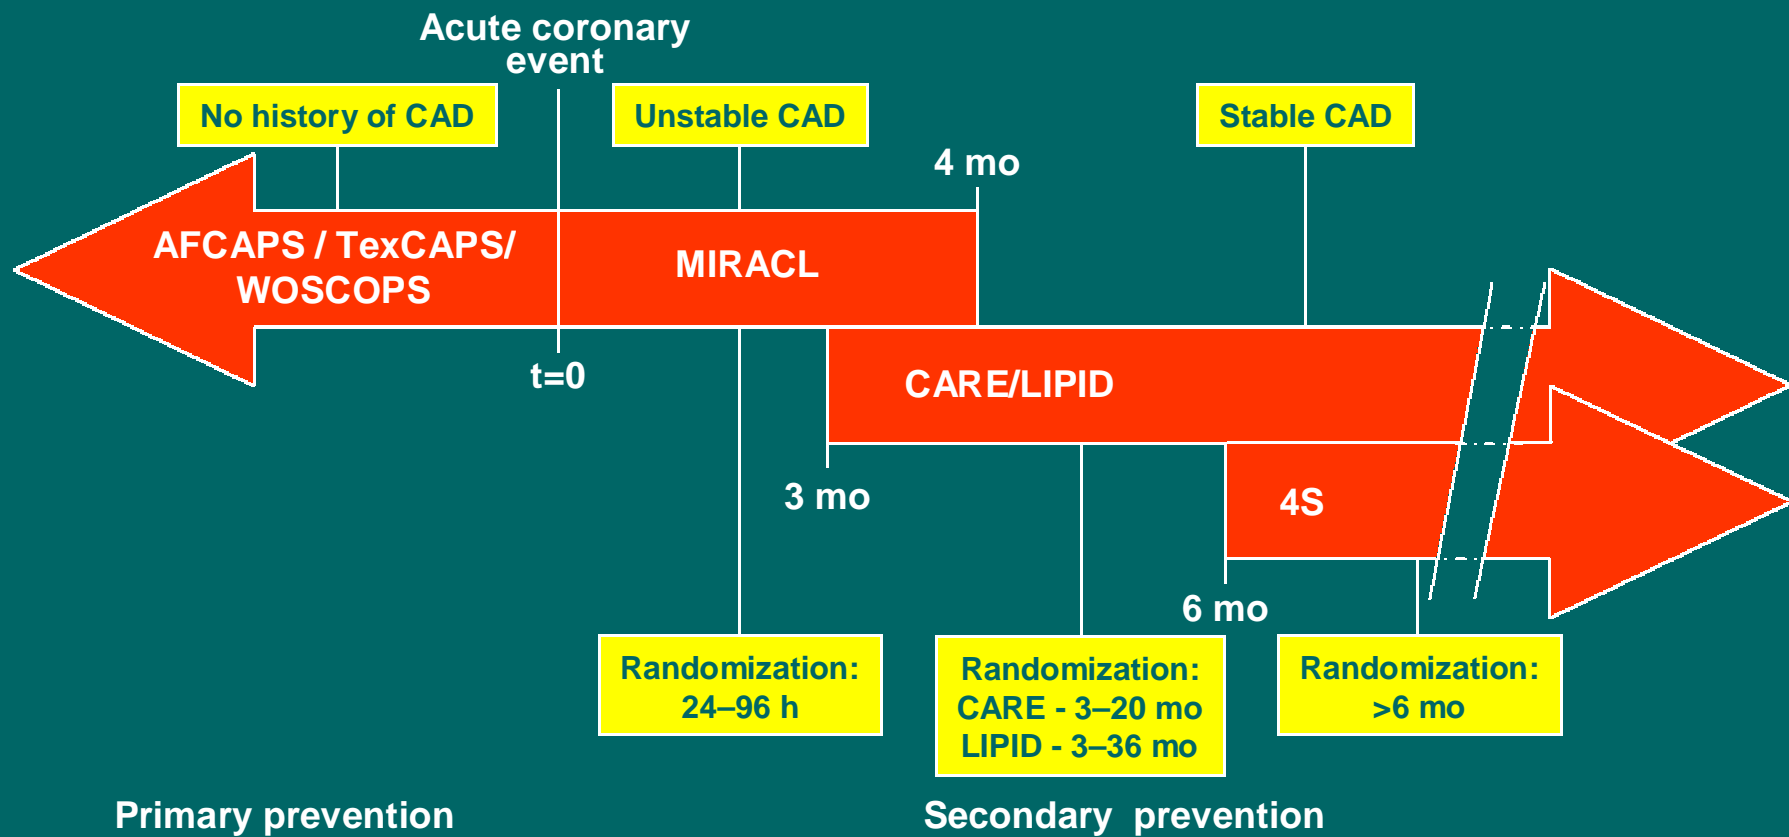 Acute coronary
event
No history of CAD
Unstable CAD
Stable CAD
4 mo
AFCAPS / TexCAPS/
WOSCOPS
MIRACL
t=0
CARE/LIPID
3 mo
4S
6 mo
Randomization:
24–96 h
Randomization:
CARE - 3–20 mo
LIPID - 3–36 mo
Randomization:
>6 mo
Primary prevention
Secondary prevention